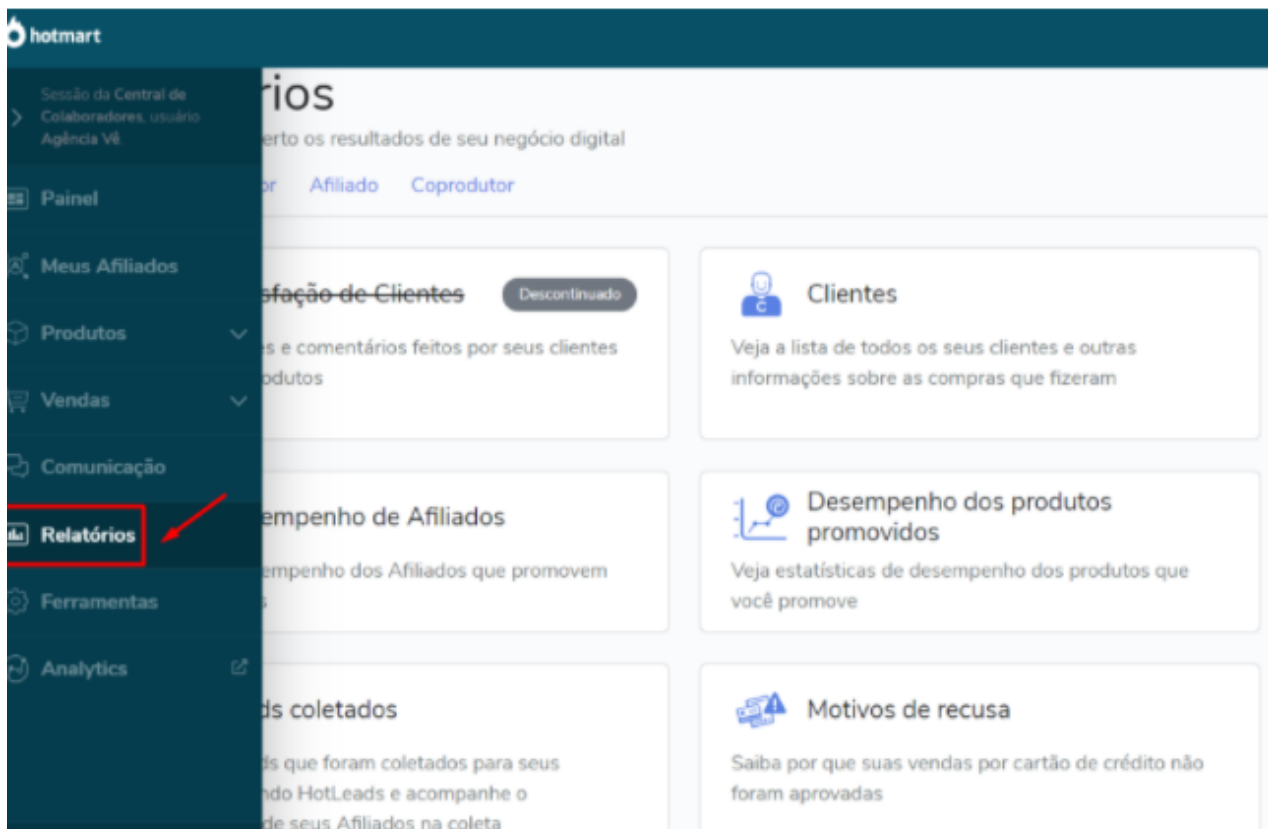 hotmart
Sessão da Central de
Colaboradores, usuário
Agência Vê.
Painel
Meus Afiliados
Produtos
Vendas
Comunicação
Relatórios
Ferramentas
Analytics
rios
erto os resultados de seu negócio digital
or Afiliado Coprodutor
sfação de Clientes Descontinuado
s e comentários feitos por seus clientes
odutos
Clientes
Veja a lista de todos os seus clientes e outras
informações sobre as compras que fizeram
empenho de Afiliados
empenho dos Afiliados que promovem
s
Desempenho dos produtos
promovidos
Veja estatísticas de desempenho dos produtos que
você promove
ds coletados
ds que foram coletados para seus
ndo HotLeads e acompanhe o
de seus Afiliados na coleta
Motivos de recusa
Saiba por que suas vendas por cartão de crédito não
foram aprovadas